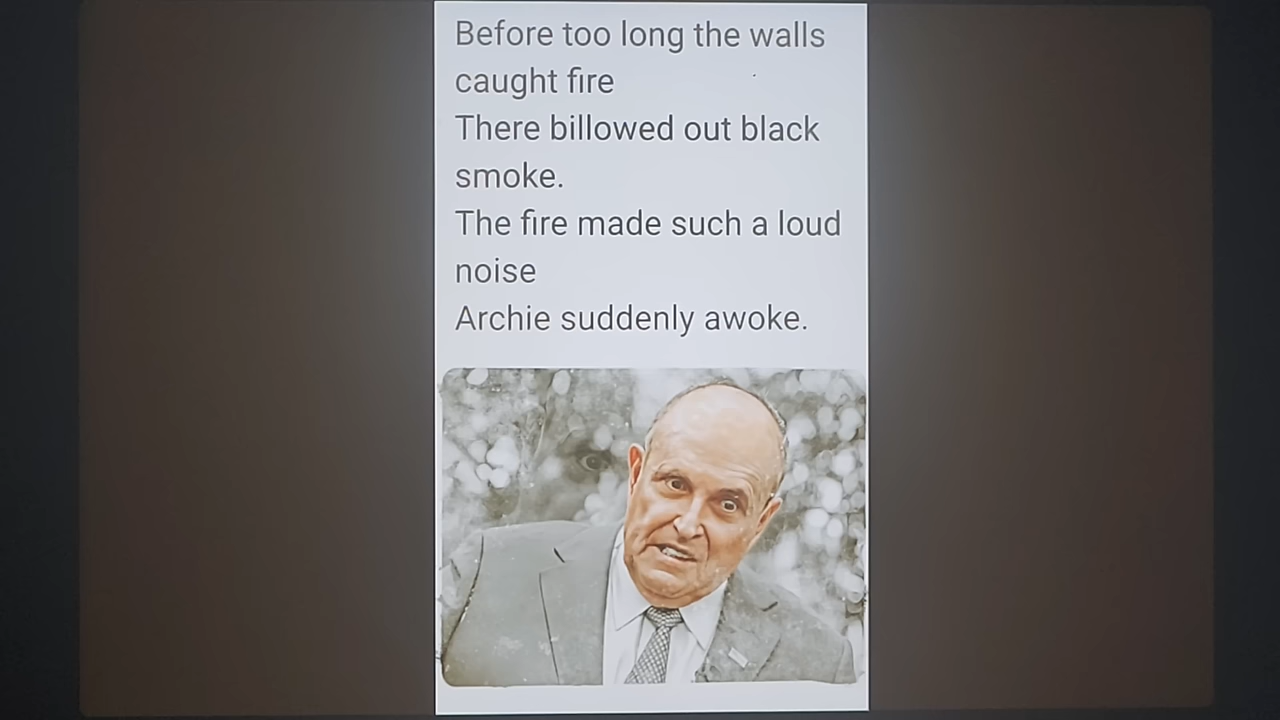 Before too long the walls
caught fire
There billowed out black
smoke.
The fire made such a loud
noise
Archie suddenly awoke.